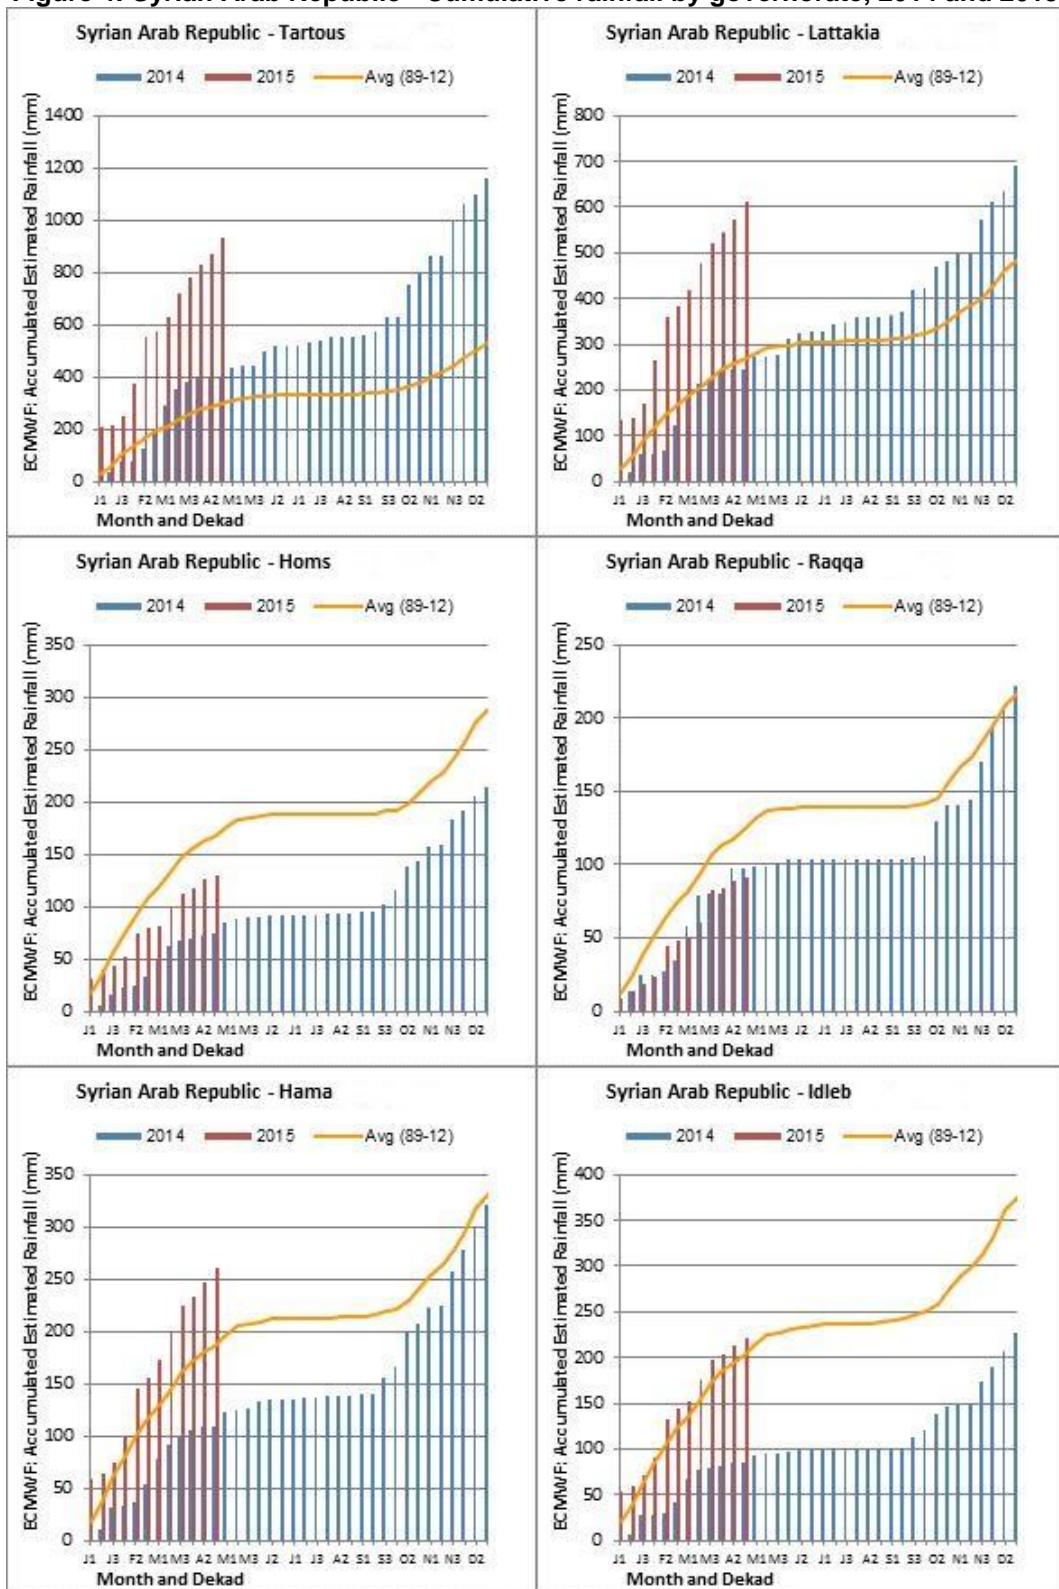 Figure 4. Syrian Arab Republic - Cumulative rainfall by governorate, 2014 and 2015
Syrian Arab Republic - Tartous
2014 2015 Avg (89-12)
ECMWF: Accumulated Estimated Rainfall (mm)
1400
1200
1000
800
600
400
200
0
J1 J3 F2 M1 M3 A2 M1 M3 J2 J1 J3 A2 S1 S3 O2 N1 N3 D2
Month and Dekad
Syrian Arab Republic - Lattakia
2014 2015 Avg (89-12)
ECMWF: Accumulated Estimated Rainfall (mm)
800
700
600
500
400
300
200
100
0
J1 J3 F2 M1 M3 A2 M1 M3 J2 J1 J3 A2 S1 S3 O2 N1 N3 D2
Month and Dekad
Syrian Arab Republic - Homs
2014 2015 Avg (89-12)
ECMWF: Accumulated Estimated Rainfall (mm)
350
300
250
200
150
100
50
0
J1 J3 F2 M1 M3 A2 M1 M3 J2 J1 J3 A2 S1 S3 O2 N1 N3 D2
Month and Dekad
Syrian Arab Republic - Raqqa
2014 2015 Avg (89-12)
ECMWF: Accumulated Estimated Rainfall (mm)
250
200
150
100
50
0
J1 J3 F2 M1 M3 A2 M1 M3 J2 J1 J3 A2 S1 S3 O2 N1 N3 D2
Month and Dekad
Syrian Arab Republic - Hama
2014 2015 Avg (89-12)
ECMWF: Accumulated Estimated Rainfall (mm)
350
300
250
200
150
100
50
0
J1 J3 F2 M1 M3 A2 M1 M3 J2 J1 J3 A2 S1 S3 O2 N1 N3 D2
Month and Dekad
Syrian Arab Republic - Idleb
2014 2015 Avg (89-12)
ECMWF: Accumulated Estimated Rainfall (mm)
400
350
300
250
200
150
100
50
0
J1 J3 F2 M1 M3 A2 M1 M3 J2 J1 J3 A2 S1 S3 O2 N1 N3 D2
Month and Dekad